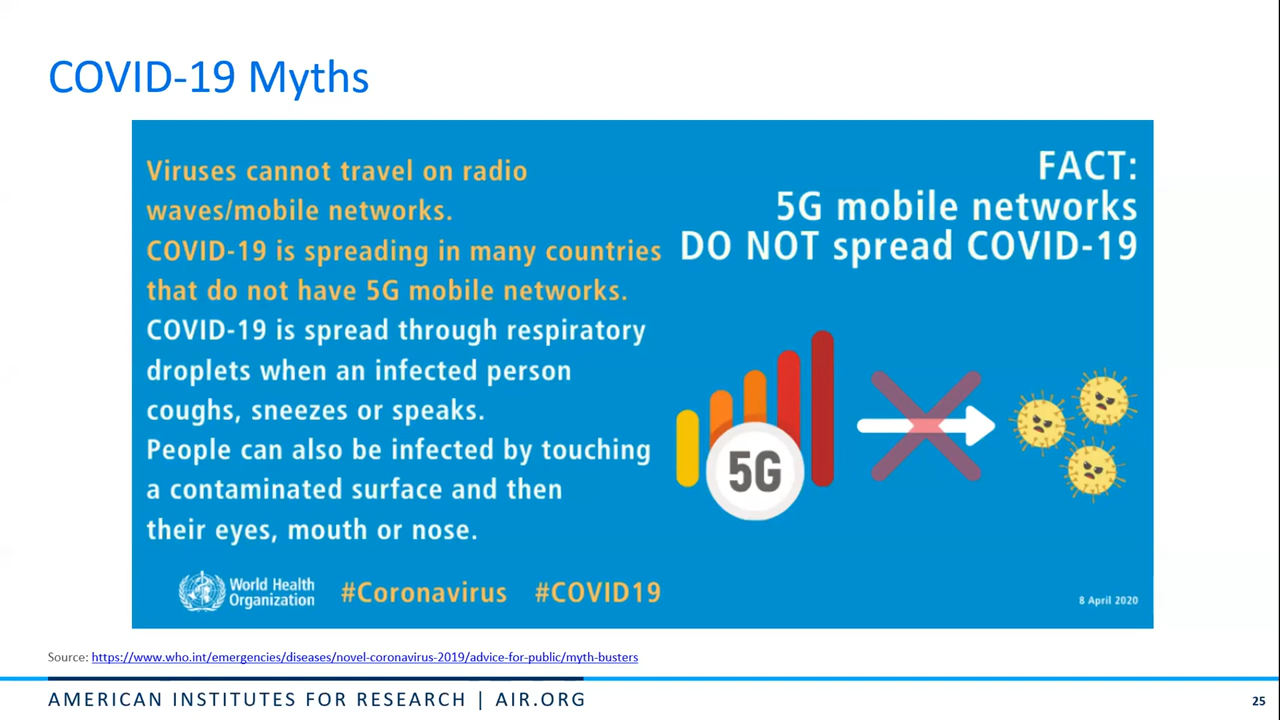 COVID-19 Myths
Viruses cannot travel on radio
waves/mobile networks.
COVID-19 is spreading in many countries
that do not have 5G mobile networks.
COVID-19 is spread through respiratory
droplets when an infected person
coughs, sneezes or speaks.
People can also be infected by touching
a contaminated surface and then
their eyes, mouth or nose.
FACT:
5G mobile networks
DO NOT spread COVID-19
5G
World Health
Organization
#Coronavirus #COVID19
8 April 2020
Source: https://www.who.int/emergencies/diseases/novel-coronavirus-2019/advice-for-public/myth-busters
AMERICAN INSTITUTES FOR RESEARCH | AIR.ORG
25